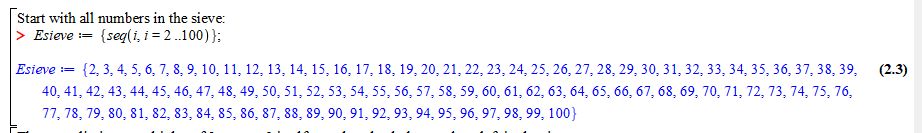 Start with all numbers in the sieve:
> Esieve := {seq(i, i = 2 ..100)};
Esieve := {2, 3, 4, 5, 6, 7, 8, 9, 10, 11, 12, 13, 14, 15, 16, 17, 18, 19, 20, 21, 22, 23, 24, 25, 26, 27, 28, 29, 30, 31, 32, 33, 34, 35, 36, 37, 38, 39, (2.3)
40, 41, 42, 43, 44, 45, 46, 47, 48, 49, 50, 51, 52, 53, 54, 55, 56, 57, 58, 59, 60, 61, 62, 63, 64, 65, 66, 67, 68, 69, 70, 71, 72, 73, 74, 75, 76,
77, 78, 79, 80, 81, 82, 83, 84, 85, 86, 87, 88, 89, 90, 91, 92, 93, 94, 95, 96, 97, 98, 99, 100}